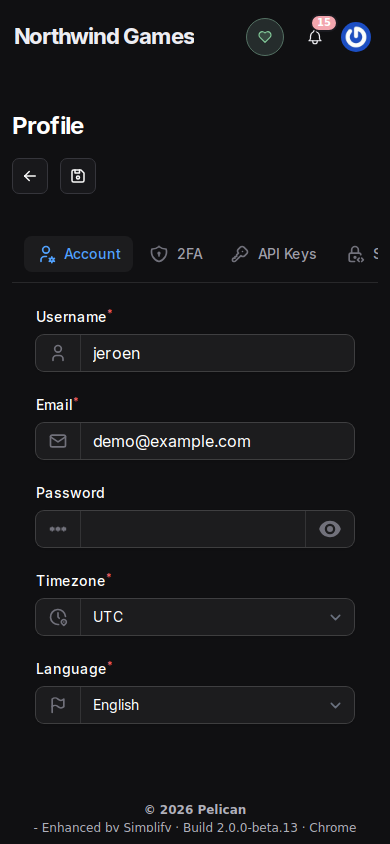 Northwind Games
15
Profile
Account 2FA API Keys S
Username*
jeroen
Email*
demo@example.com
Password
Timezone*
UTC
Language*
English
© 2026 Pelican
- Enhanced by Simplify · Build 2.0.0-beta.13 · Chrome